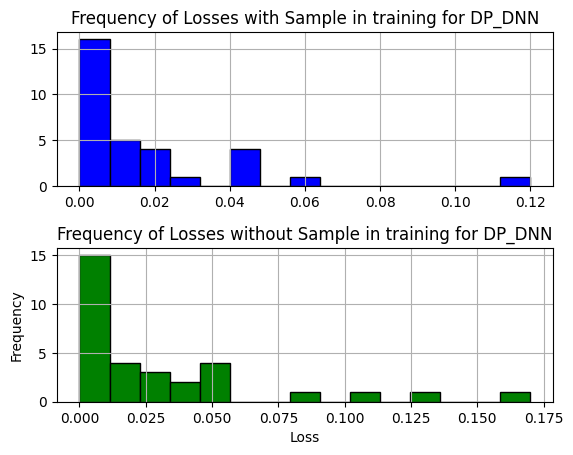 Frequency of Losses with Sample in training for DP_DNN
15
10
5
0
0.00 0.02 0.04 0.06 0.08 0.10 0.12
Frequency of Losses without Sample in training for DP_DNN
15
10
5
0
Frequency
0.000 0.025 0.050 0.075 0.100 0.125 0.150 0.175
Loss